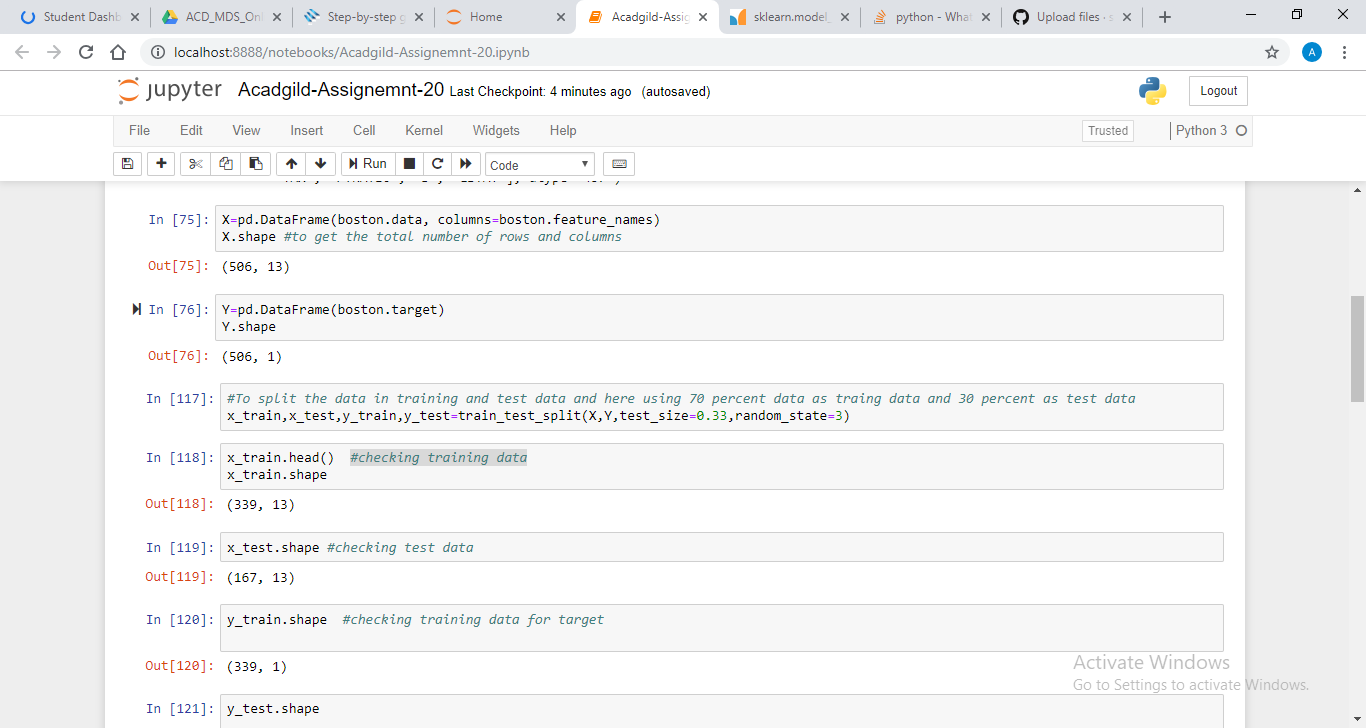 Student Dashb
ACD_MDS_Onl
Step-by-step g
Home
Acadgild-Assig
sklearn.model_
python - What
Upload files · s
localhost:8888/notebooks/Acadgild-Assignemnt-20.ipynb
A
jupyter Acadgild-Assignemnt-20 Last Checkpoint: 4 minutes ago (autosaved)
Logout
File Edit View Insert Cell Kernel Widgets Help
Trusted
Python 3
Run
Code
In [75]: X=pd.DataFrame(boston.data, columns=boston.feature_names)
X.shape #to get the total number of rows and columns
Out[75]: (506, 13)
In [76]: Y=pd.DataFrame(boston.target)
Y.shape
Out[76]: (506, 1)
In [117]: #To split the data in training and test data and here using 70 percent data as traing data and 30 percent as test data
x_train,x_test,y_train,y_test=train_test_split(X,Y,test_size=0.33,random_state=3)
In [118]: x_train.head() #checking training data
x_train.shape
Out[118]: (339, 13)
In [119]: x_test.shape #checking test data
Out[119]: (167, 13)
In [120]: y_train.shape #checking training data for target
Out[120]: (339, 1)
In [121]: y_test.shape
Activate Windows
Go to Settings to activate Windows.